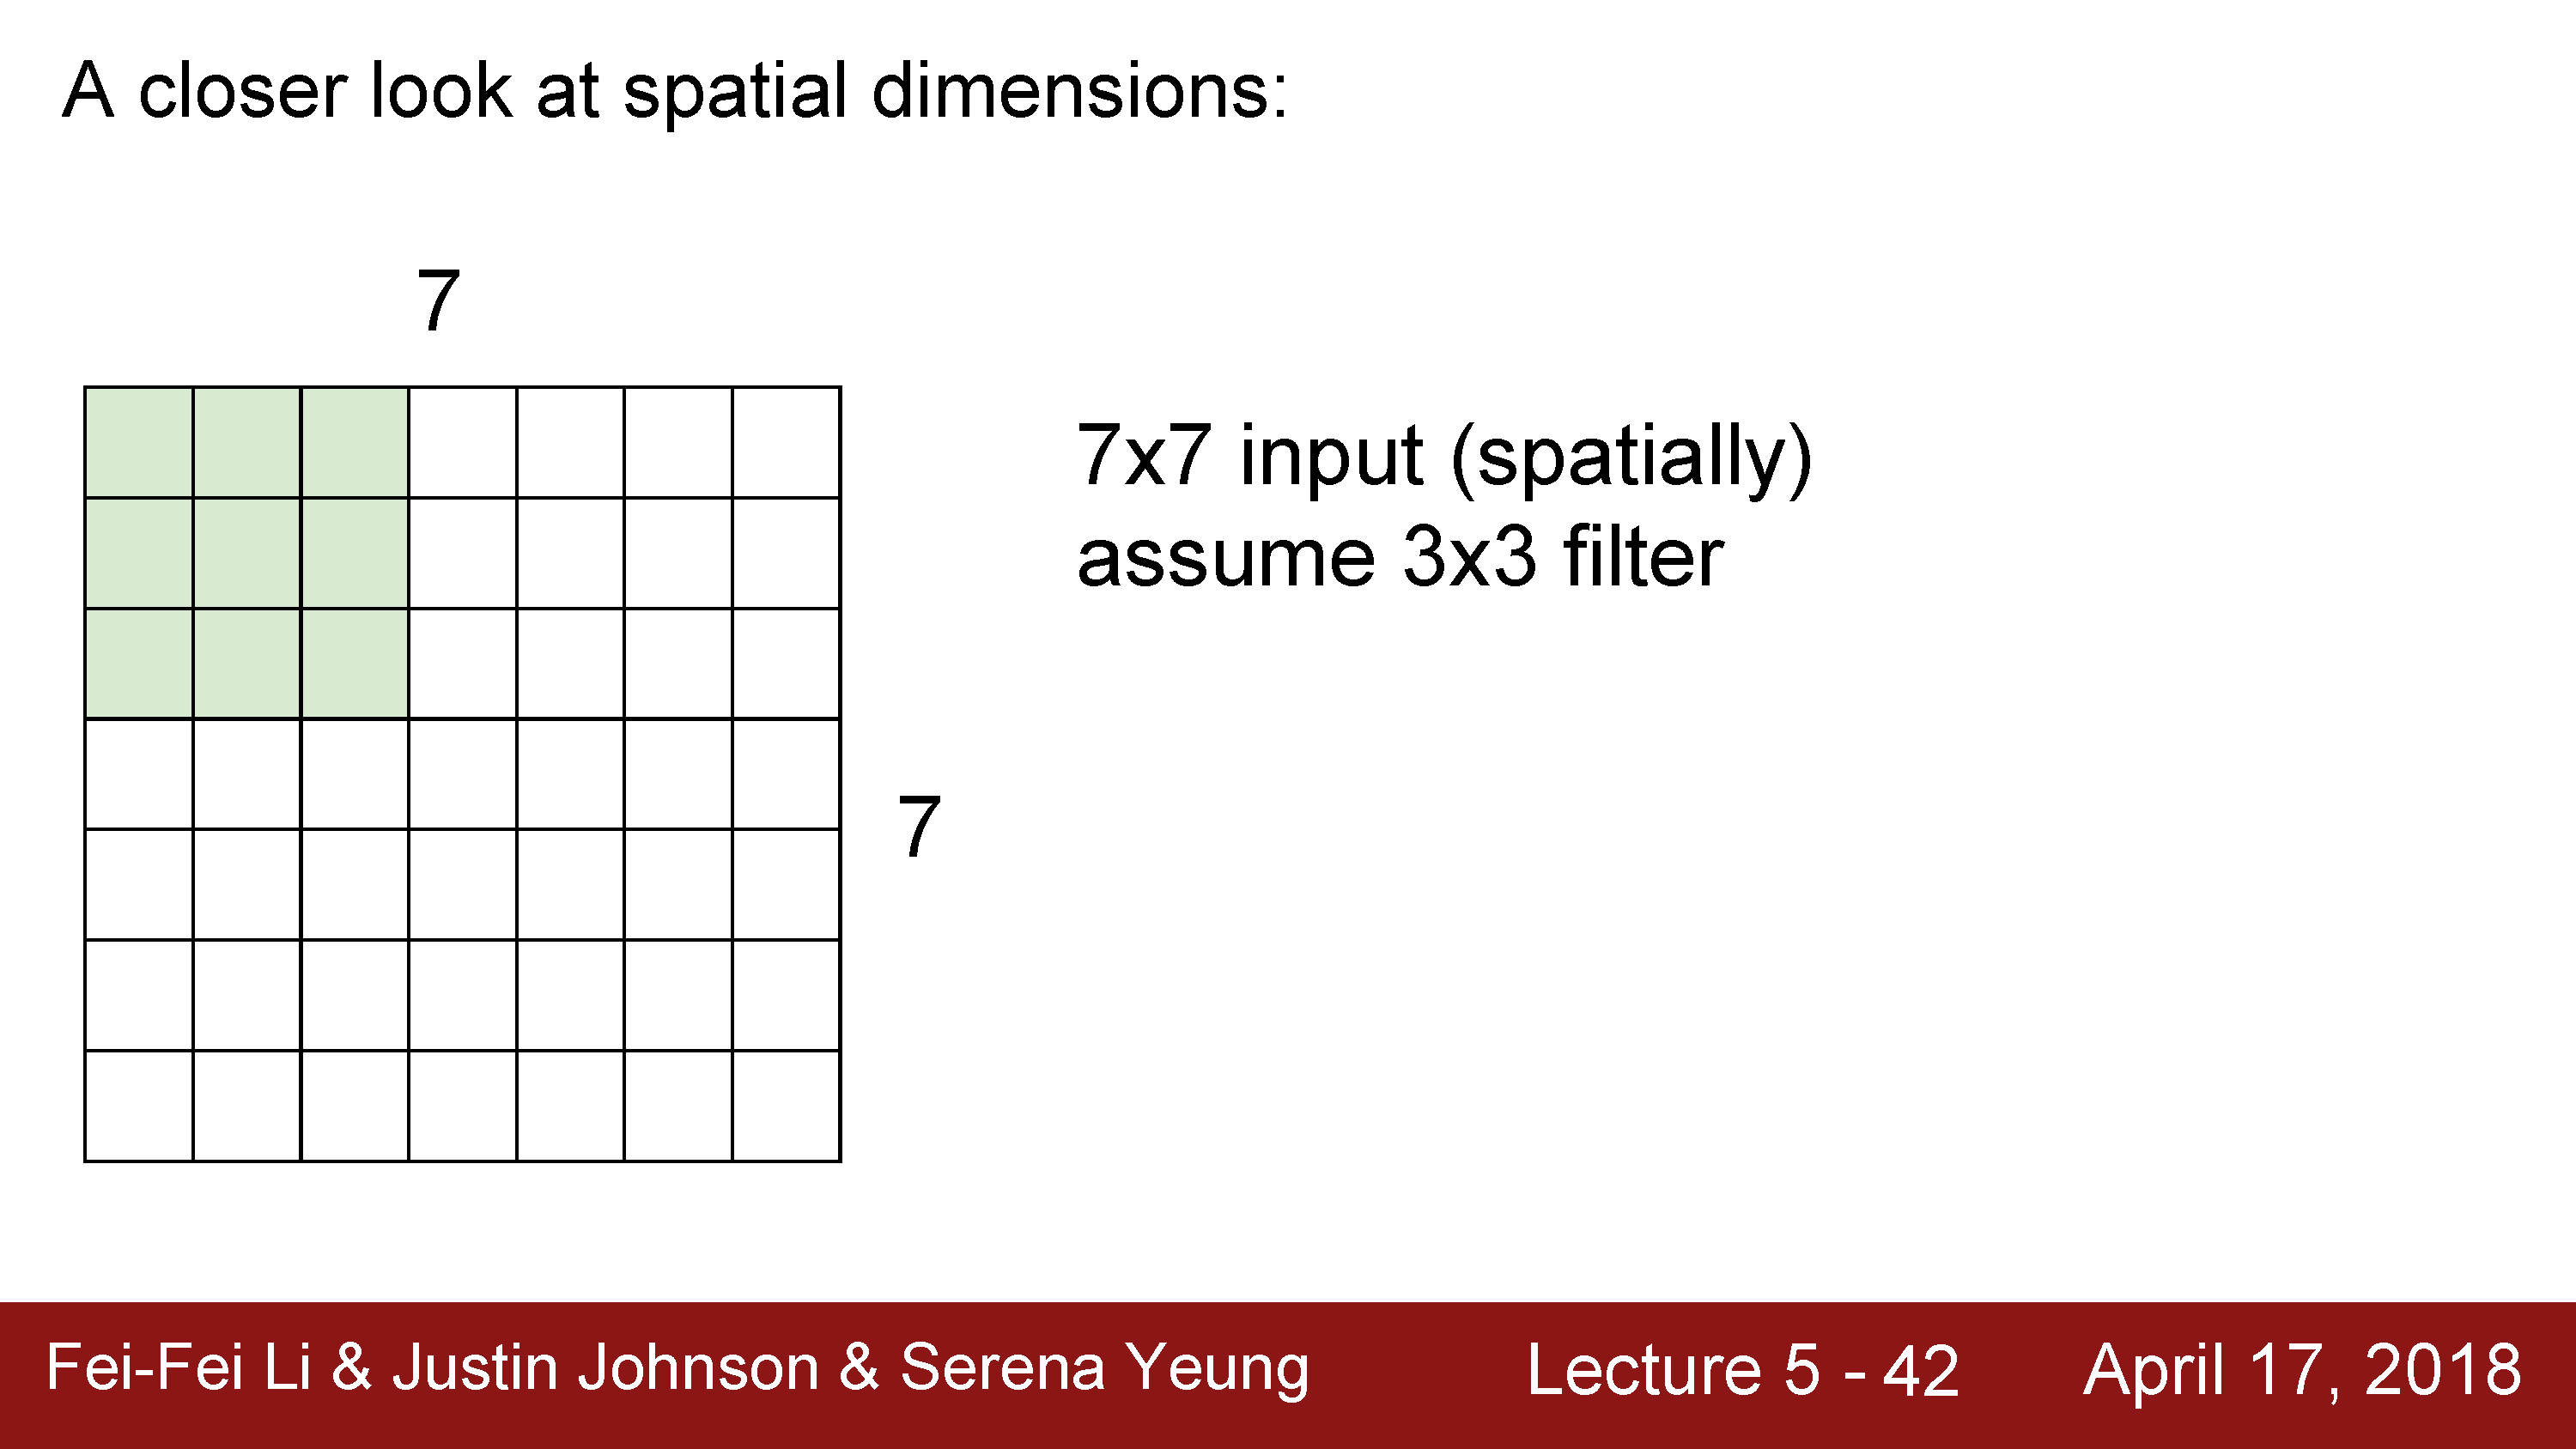 A closer look at spatial dimensions:
7
7x7 input (spatially)
assume 3x3 filter
7
Fei-Fei Li & Justin Johnson & Serena Yeung
Lecture 5 - 42
April 17, 2018